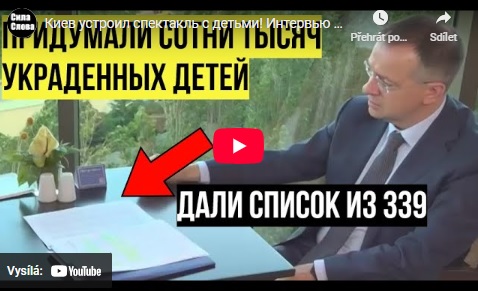 Сила
Слова
Киев устроил спектакль с детьми! Интервью ...
Přehrát po...
Sdílet
ПРИДУМАЛИ СОТНИ ТЫСЯЧ
УКРАДЕННЫХ ДЕТЕЙ
ДАЛИ СПИСОК ИЗ 339
Vysílá:
YouTube